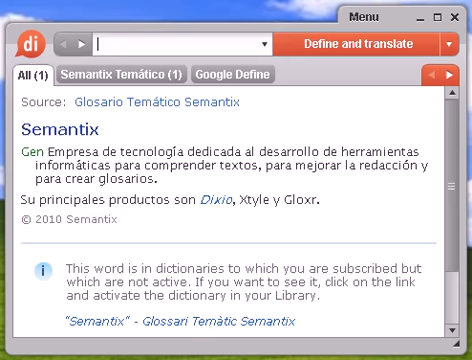 Menu
di
Define and translate
All (1) Semantix Temático (1) Google Define
Source: Glosario Temático Semantix
Semantix
Gen Empresa de tecnología dedicada al desarrollo de herramientas
informáticas para comprender textos, para mejorar la redacción y
para crear glosarios.
Su principales productos son Dixio, Xtyle y Gloxr.
© 2010 Semantix
i
This word is in dictionaries to which you are subscribed but
which are not active. If you want to see it, click on the link
and activate the dictionary in your Library.
"Semantix" - Glossari Temàtic Semantix